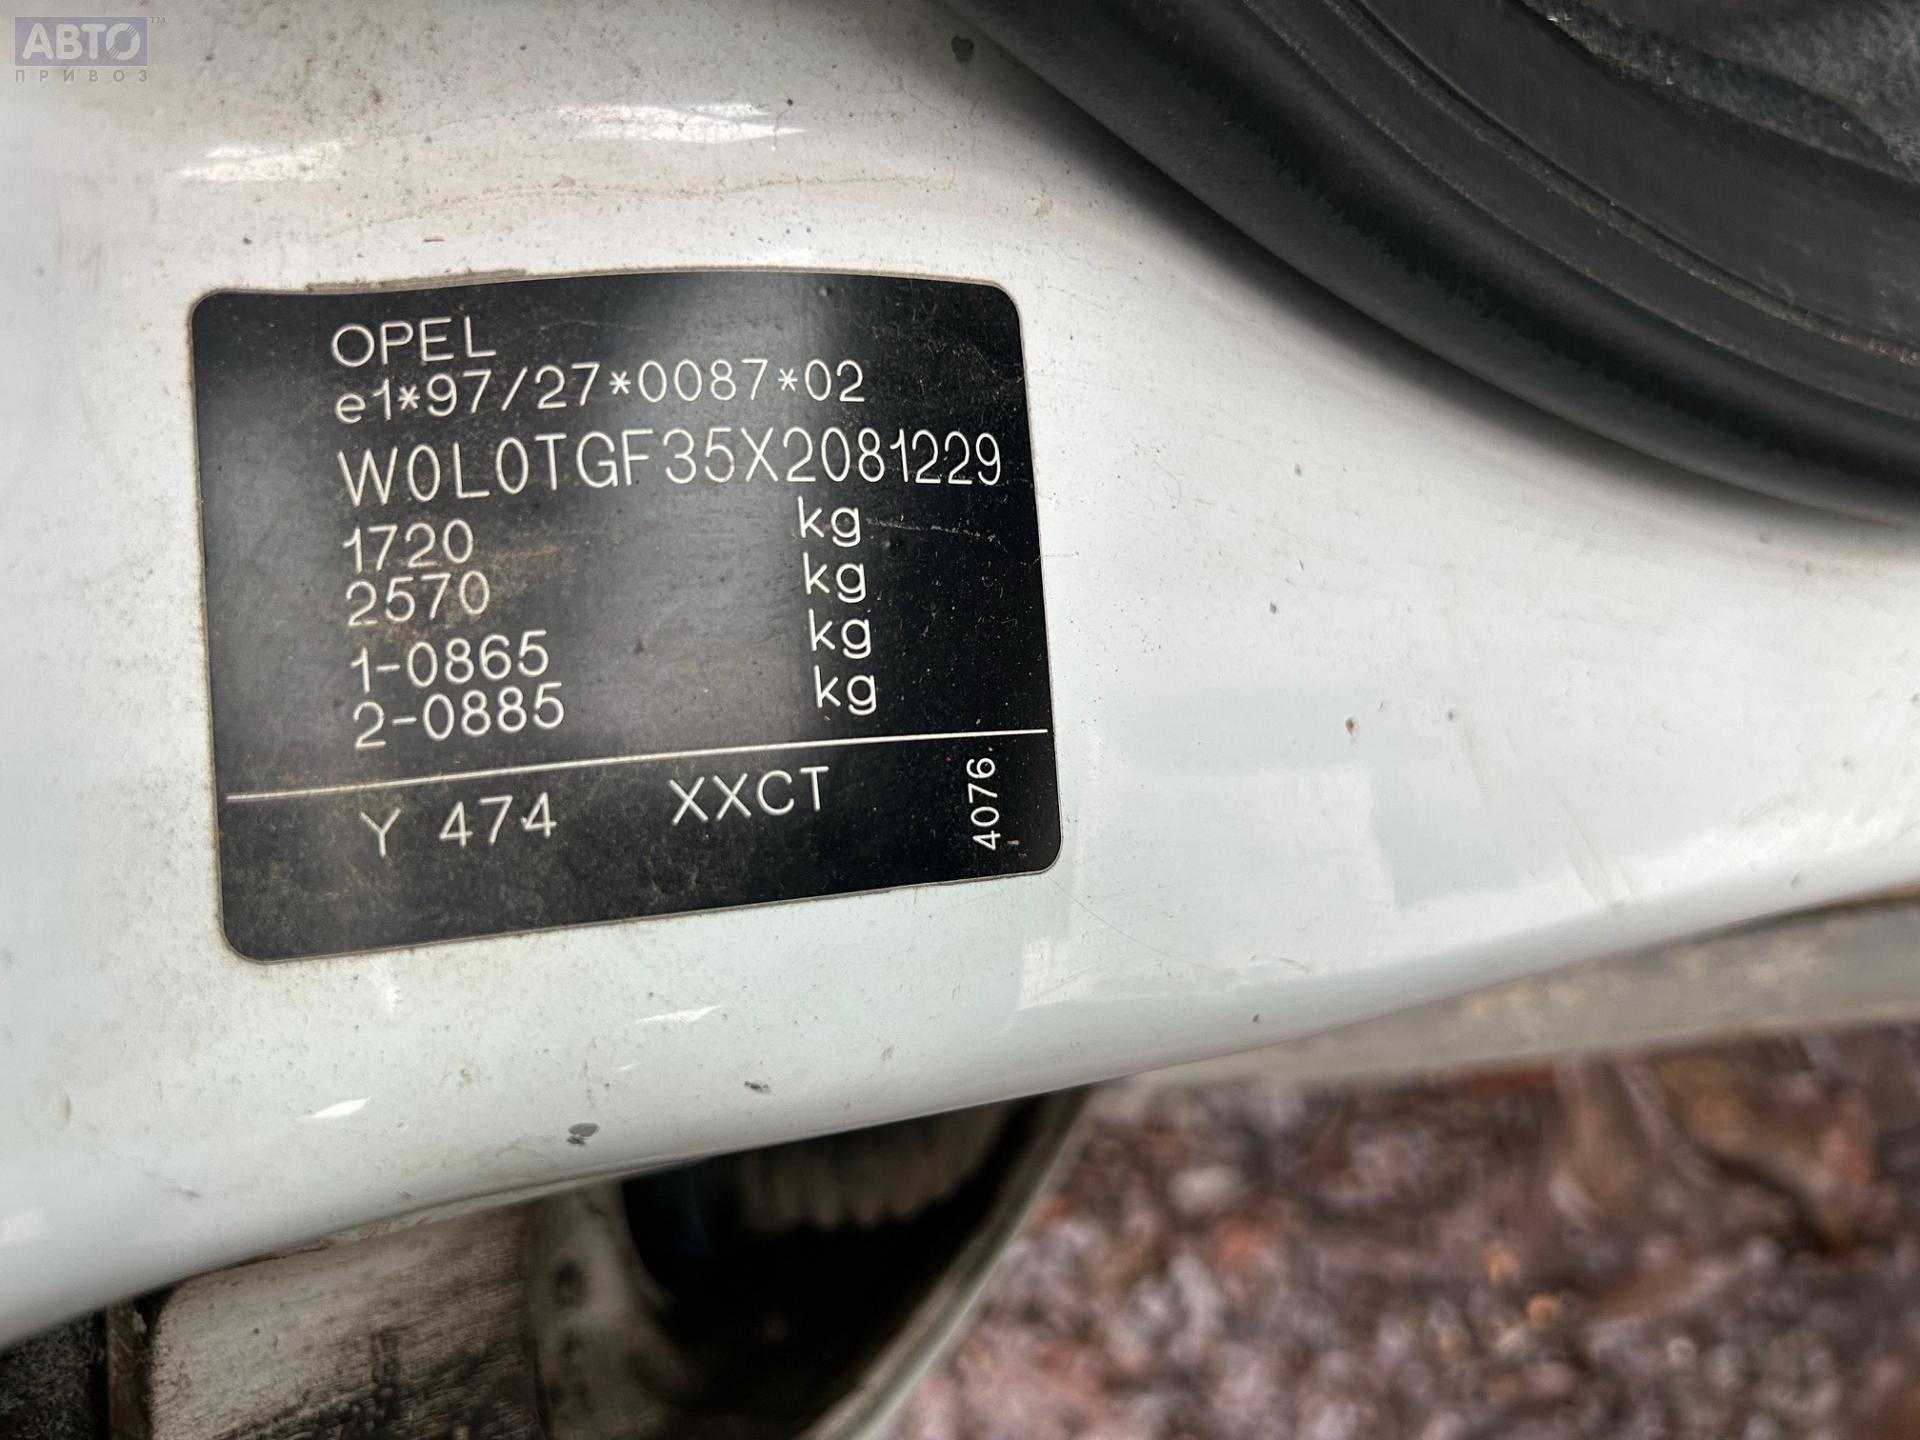 АВТО™
ПРИВОЗ
OPEL
e1*97/27*0087*02
W0L0TGF35X2081229
1720 kg
2570 kg
1-0865 kg
2-0885 kg
Y 474 XXCT
4076.